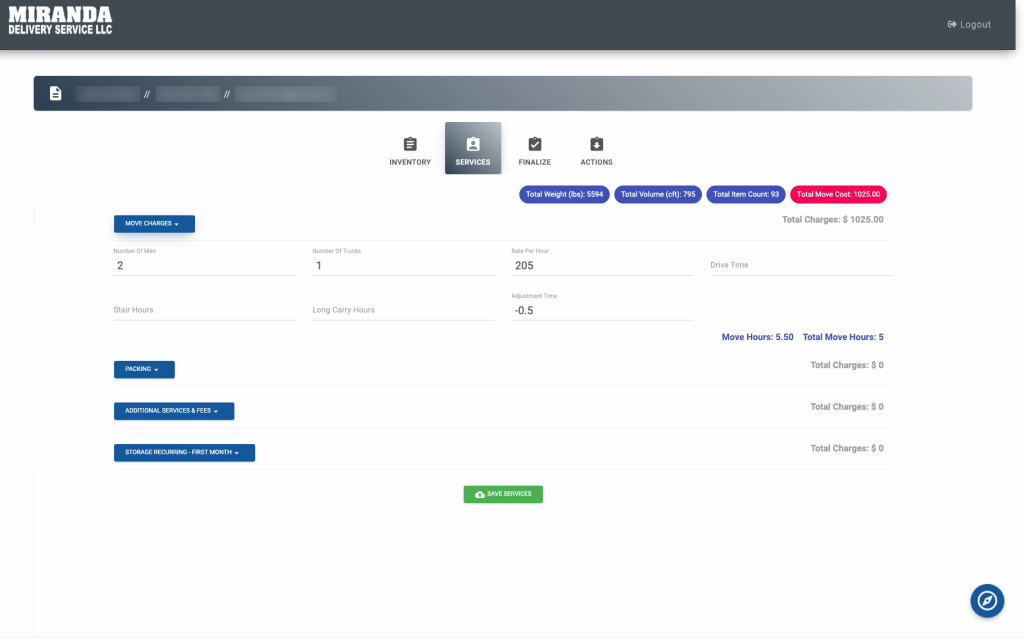 MIRANDA
DELIVERY SERVICE LLC
Logout
// //
INVENTORY SERVICES FINALIZE ACTIONS
Total Weight (lbs): 5594 Total Volume (cft): 795 Total Item Count: 93 Total Move Cost: 1025.00
MOVE CHARGES Total Charges: $ 1025.00
Number Of Men Number Of Trucks Rate Per Hour
2 1 205 Drive Time
Adjustment Time
Stair Hours Long Carry Hours -0.5
Move Hours: 5.50 Total Move Hours: 5
PACKING Total Charges: $ 0
ADDITIONAL SERVICES & FEES Total Charges: $ 0
STORAGE RECURRING - FIRST MONTH Total Charges: $ 0
SAVE SERVICES